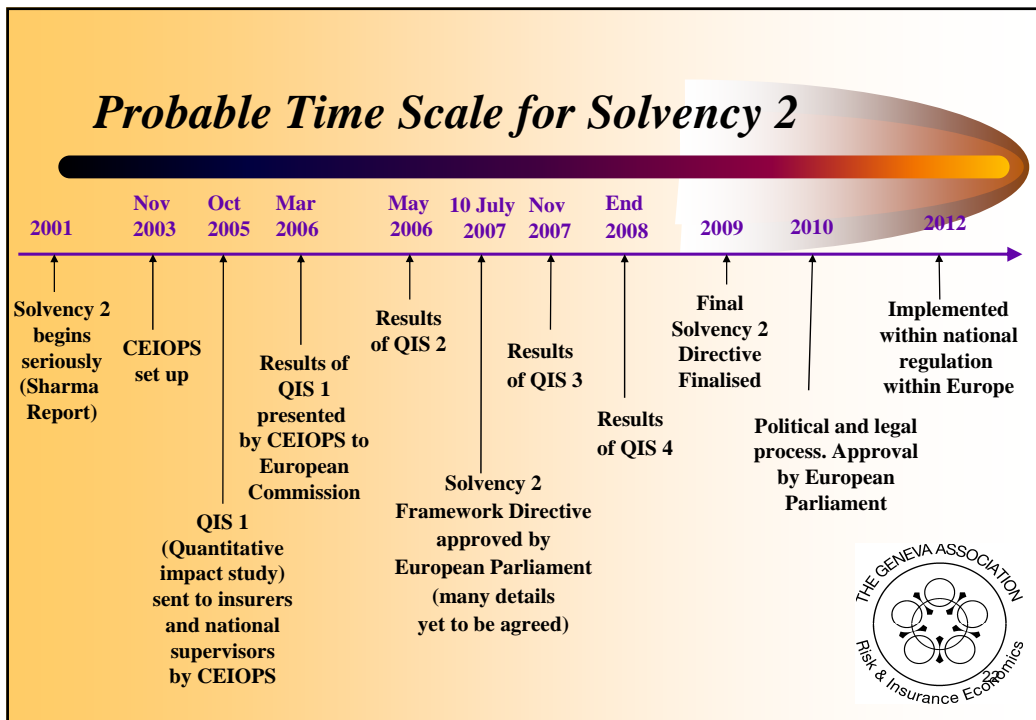 Probable Time Scale for Solvency 2
2001
Nov
2003
Oct
2005
Mar
2006
May
2006
10 July
2007
Nov
2007
End
2008
2009
2010
2012
Solvency 2
begins
seriously
(Sharma
Report)
CEIOPS
set up
QIS 1
(Quantitative
impact study)
sent to insurers
and national
supervisors
by CEIOPS
Results of
QIS 1
presented
by CEIOPS to
European
Commission
Results
of QIS 2
Solvency 2
Framework Directive
approved by
European Parliament
(many details
yet to be agreed)
Results
of QIS 3
Results
of QIS 4
Final
Solvency 2
Directive
Finalised
Political and legal
process. Approval
by European
Parliament
Implemented
within national
regulation
within Europe
THE GENEVA ASSOCIATION
Risk & Insurance Economics
22